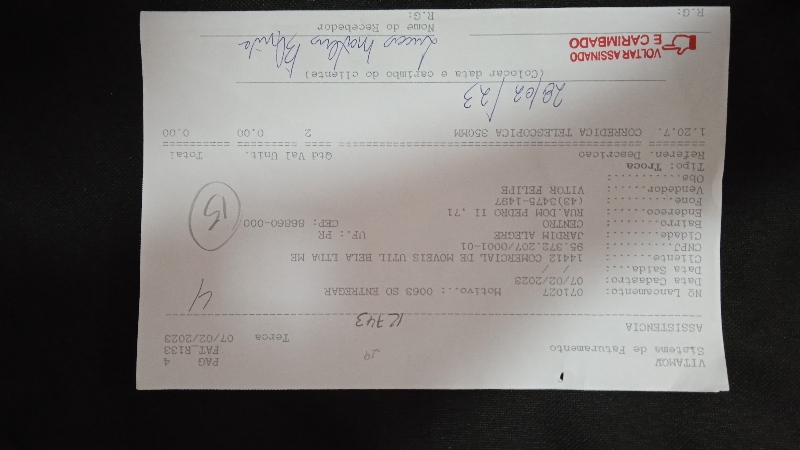 VITAMOV PAG 4
Sistema de Faturamento 19 FAT_R133
ASSISTENCIA Terca 07/02/2023
12743
Nº Lancamento: 071027 Motivo..: 0063 SO ENTREGAR 4
Data Cadastro: 07/02/2023
Data Saida...: / /
Cliente......: 14412 COMERCIAL DE MOVEIS UTIL BELA LTDA ME
CNPJ.........: 95.372.207/0001-01
Cidade.......: JARDIM ALEGRE UF.: PR
Bairro.......: CENTRO CEP: 86860-000
Endereco.....: RUA.DOM PEDRO II ,71
Fone.........: (43)3475-1497
Vendedor.....: VITOR FELIPE
Obs..........:
Tipo: Troca
Referen. Descricao Qtd Val Unit. Total
1.20.7. CORREDICA TELESCOPICA 350MM 2 0.00 0.00
28/02/23
(Colocar data e carimbo do cliente)
VOLTAR ASSINADO
E CARIMBADO
Nome do Recebedor
R.G: R.G: